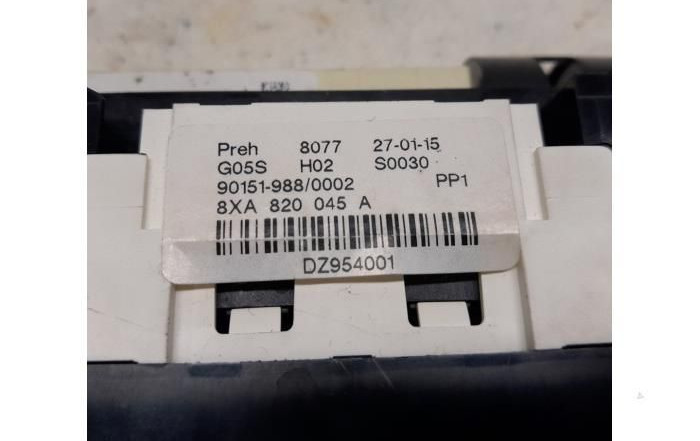 Preh 8077 27-01-15
G05S H02 S0030
90151-988/0002 PP1
8XA 820 045 A
DZ954001